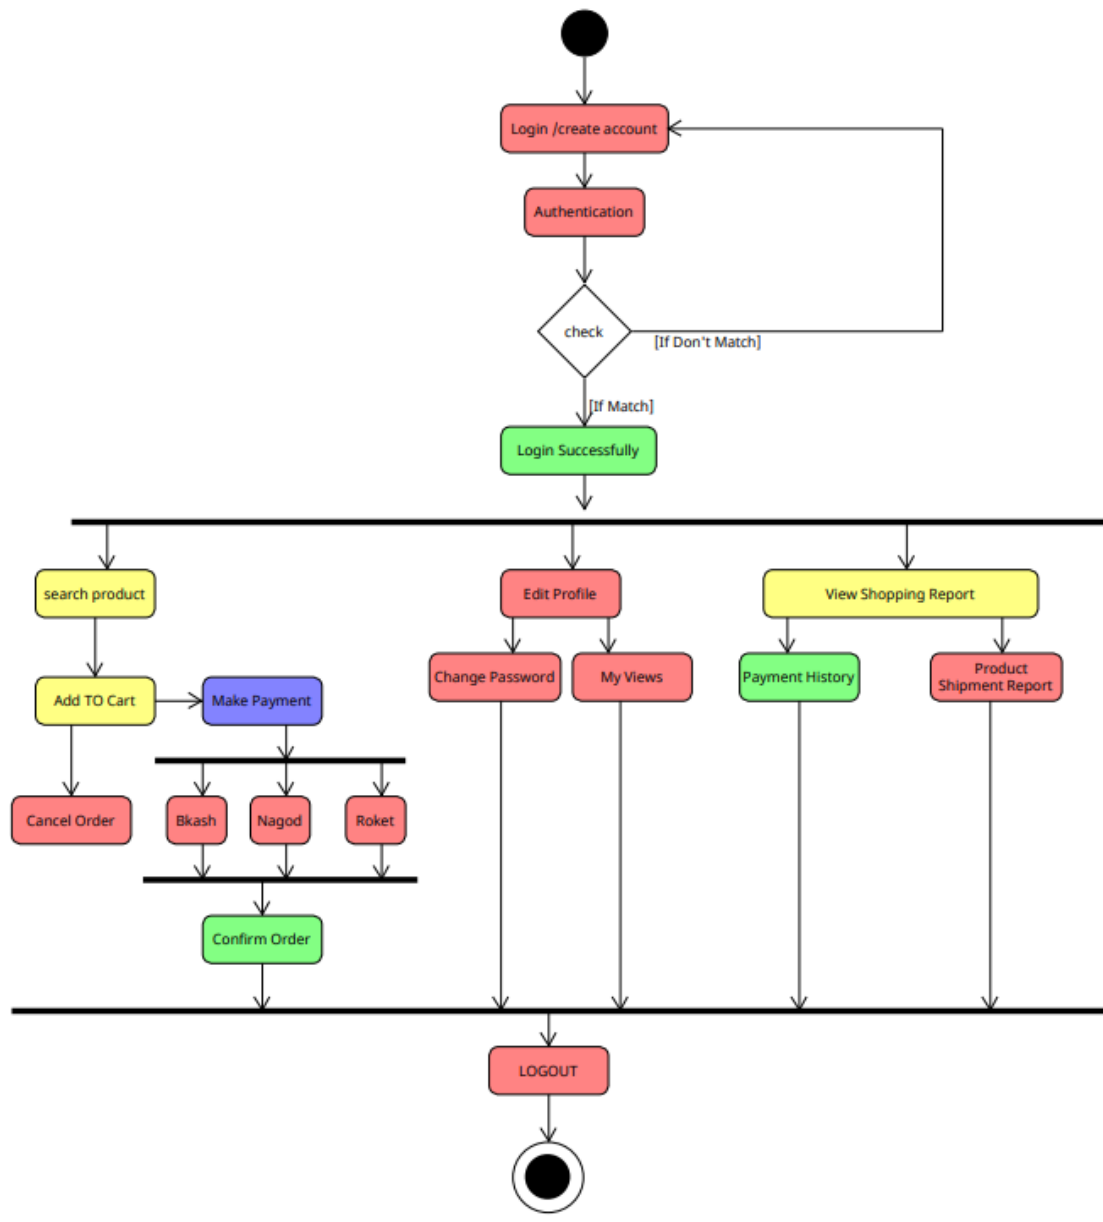 Login /create account
Authentication
check
[If Don't Match]
[If Match]
Login Successfully
search product
Edit Profile
View Shopping Report
Add TO Cart
Make Payment
Change Password
My Views
Payment History
Product
Shipment Report
Cancel Order
Bkash
Nagod
Roket
Confirm Order
LOGOUT